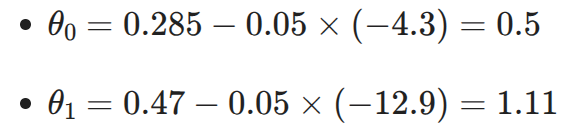 • θ₀ = 0.285 − 0.05 × (−4.3) = 0.5
• θ₁ = 0.47 − 0.05 × (−12.9) = 1.11